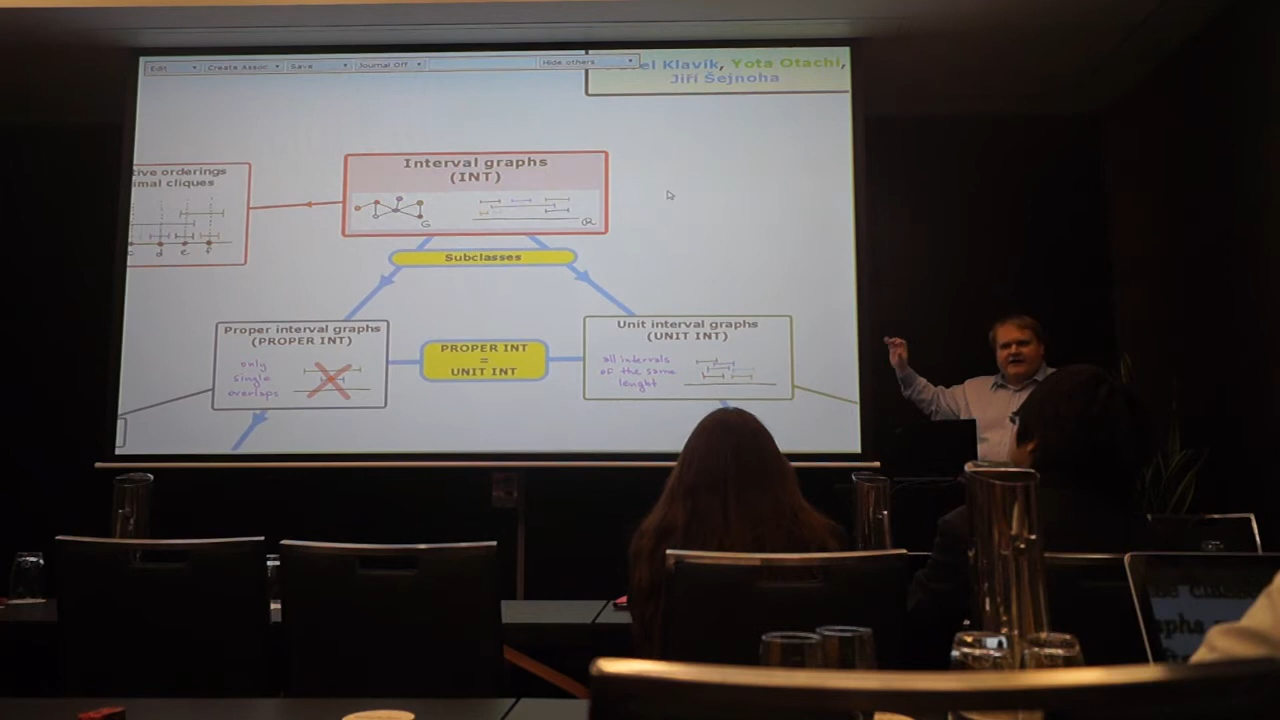 Edit
Create Assoc
Save
Journal Off
Hide others
el Klavík, Yota Otachi,
Jiří Šejnoha
tive orderings
imal cliques
c d e f
Interval graphs
(INT)
G
R
Subclasses
Proper interval graphs
(PROPER INT)
only
single
overlaps
PROPER INT
=
UNIT INT
Unit interval graphs
(UNIT INT)
all intervals
of the same
lenght